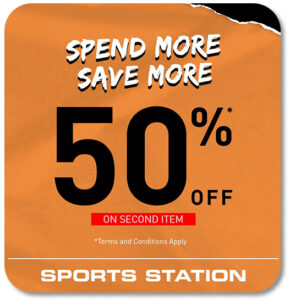 SPEND MORE
SAVE MORE
50%*
OFF
ON SECOND ITEM
*Terms and Conditions Apply
SPORTS STATION